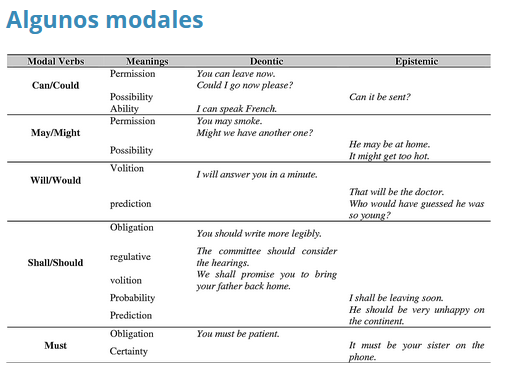 Algunos modales
Modal Verbs Meanings Deontic Epistemic
Can/Could
Permission You can leave now.
Could I go now please?
Possibility Can it be sent?
Ability I can speak French.
May/Might
Permission You may smoke.
Might we have another one?
Possibility He may be at home.
It might get too hot.
Will/Would
Volition I will answer you in a minute.
prediction That will be the doctor.
Who would have guessed he was
so young?
Shall/Should
Obligation You should write more legibly.
regulative The committee should consider
the hearings.
volition We shall promise you to bring
your father back home.
Probability I shall be leaving soon.
Prediction He should be very unhappy on
the continent.
Must
Obligation You must be patient.
Certainty It must be your sister on the
phone.